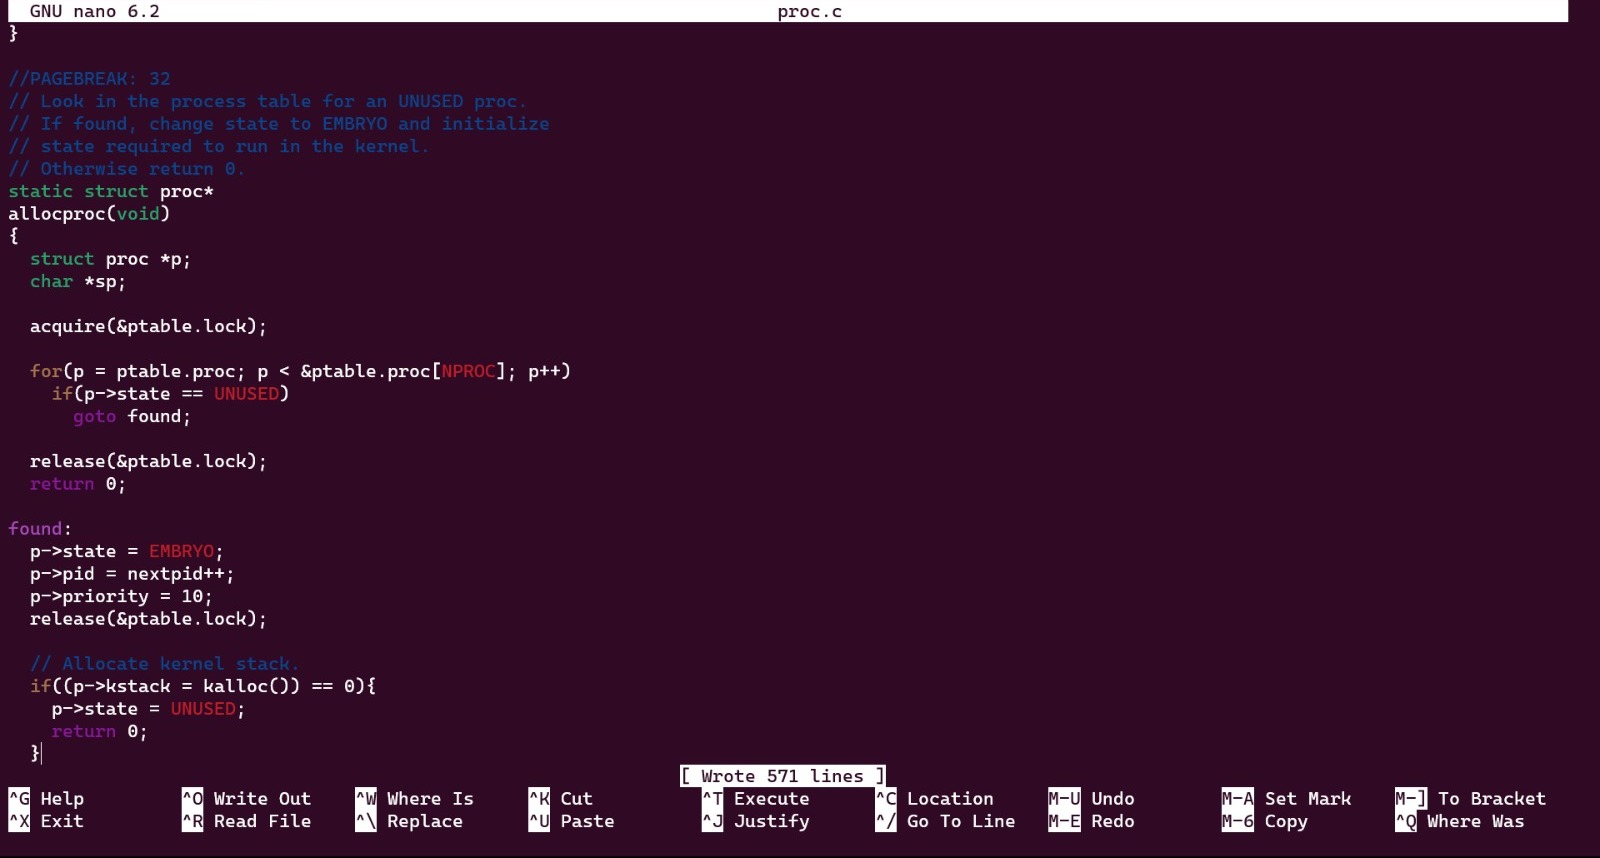 GNU nano 6.2 proc.c
}
//PAGEBREAK: 32
// Look in the process table for an UNUSED proc.
// If found, change state to EMBRYO and initialize
// state required to run in the kernel.
// Otherwise return 0.
static struct proc*
allocproc(void)
{
  struct proc *p;
  char *sp;
  acquire(&ptable.lock);
  for(p = ptable.proc; p < &ptable.proc[NPROC]; p++)
    if(p->state == UNUSED)
      goto found;
  release(&ptable.lock);
  return 0;
found:
  p->state = EMBRYO;
  p->pid = nextpid++;
  p->priority = 10;
  release(&ptable.lock);
  // Allocate kernel stack.
  if((p->kstack = kalloc()) == 0){
    p->state = UNUSED;
    return 0;
  }
[ Wrote 571 lines ]
^G Help ^O Write Out ^W Where Is ^K Cut ^T Execute ^C Location M-U Undo M-A Set Mark M-] To Bracket
^X Exit ^R Read File ^\ Replace ^U Paste ^J Justify ^/ Go To Line M-E Redo M-6 Copy ^Q Where Was